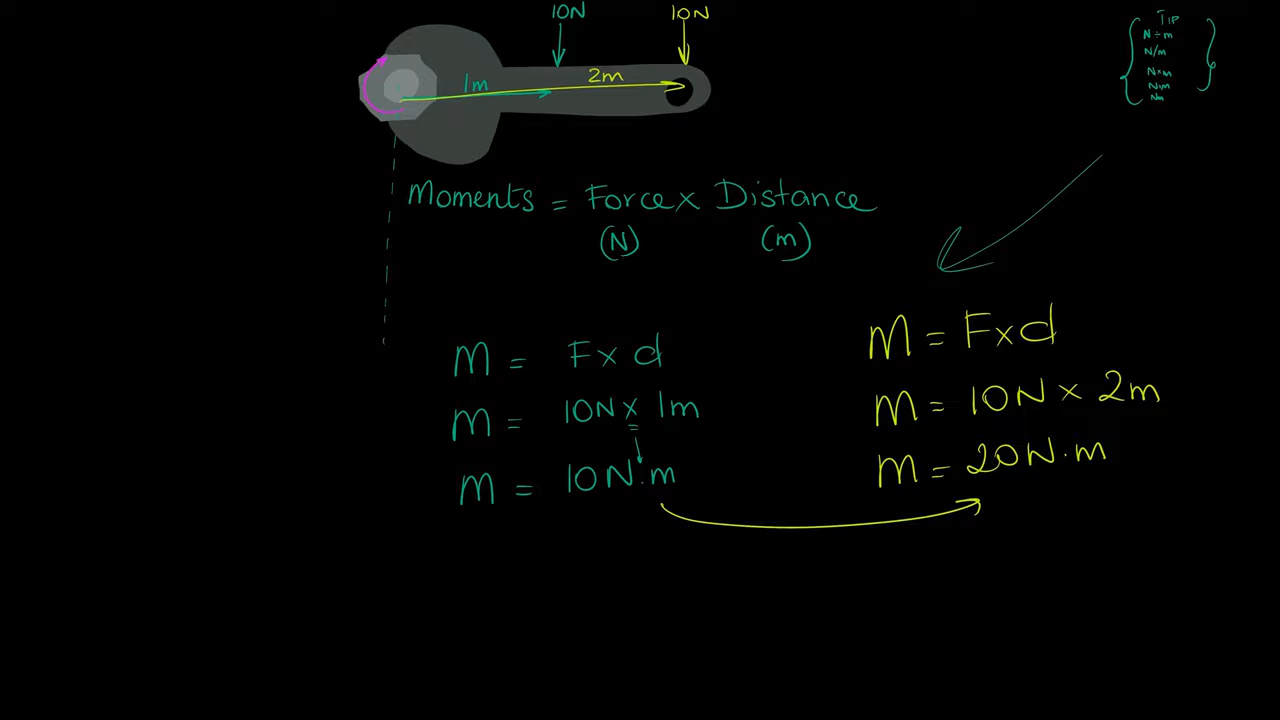 10N 10N
1m 2m
TIP
N÷m
N/m
N×m
N.m
Nm
Moments = Force x Distance
(N) (m)
M = F x d
M = 10N x 1m
M = 10N.m
M = F x d
M = 10N x 2m
M = 20N.m